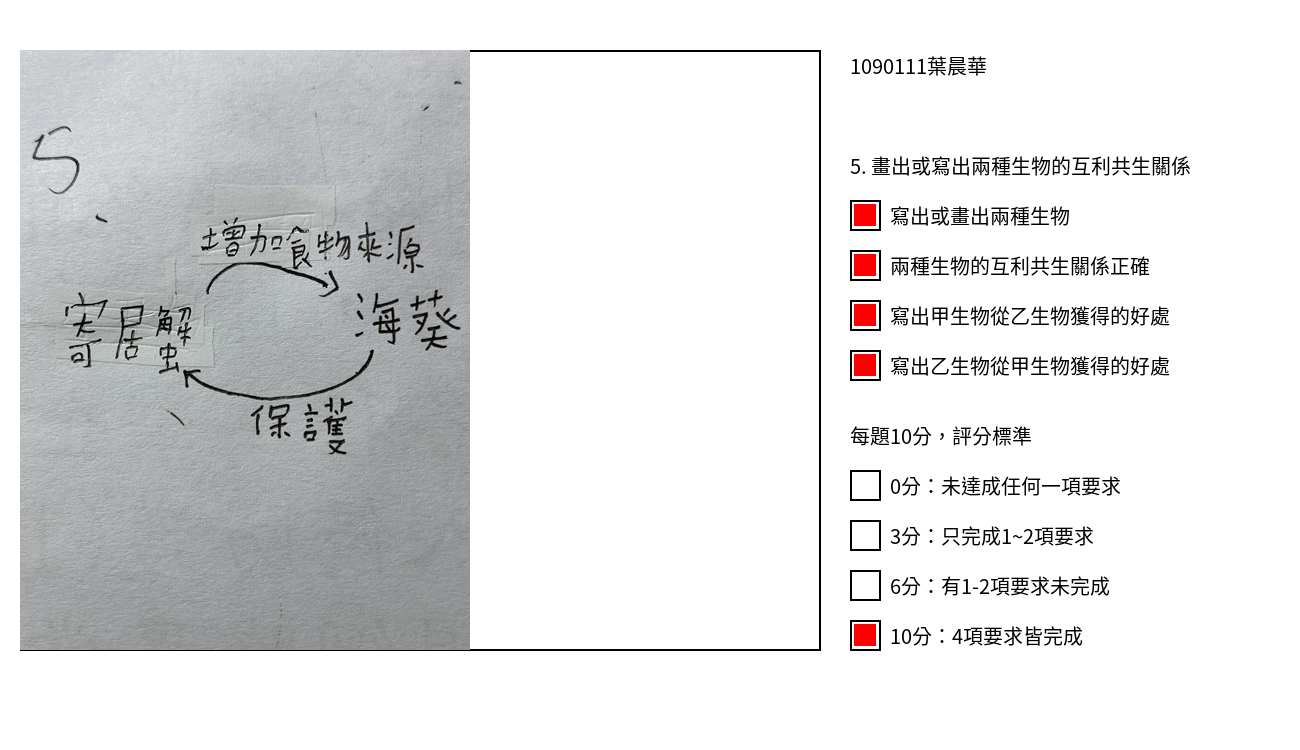 5
增加食物來源
寄居蟹
海葵
保護
1090111葉晨華
5. 畫出或寫出兩種生物的互利共生關係
寫出或畫出兩種生物
兩種生物的互利共生關係正確
寫出甲生物從乙生物獲得的好處
寫出乙生物從甲生物獲得的好處
每題10分，評分標準
0分：未達成任何一項要求
3分：只完成1~2項要求
6分：有1-2項要求未完成
10分：4項要求皆完成